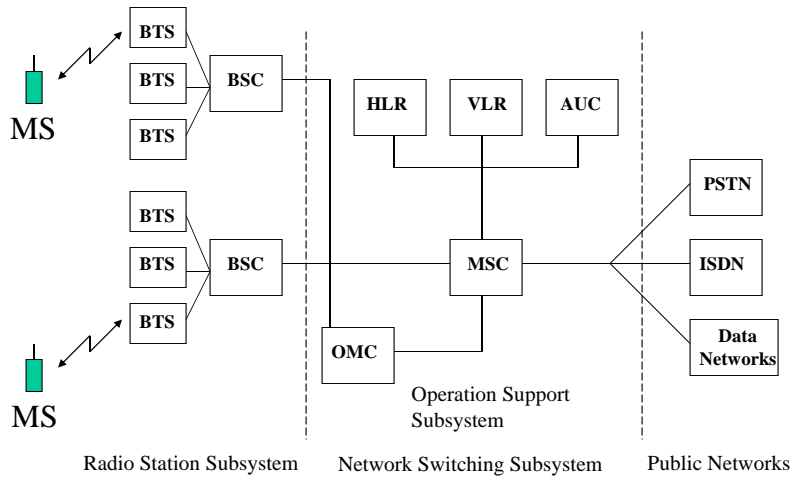 BTS
BTS
BTS
BSC
MS
HLR
VLR
AUC
PSTN
BTS
BTS
BTS
BSC
MSC
ISDN
MS
OMC
Data
Networks
Operation Support
Subsystem
Radio Station Subsystem
Network Switching Subsystem
Public Networks